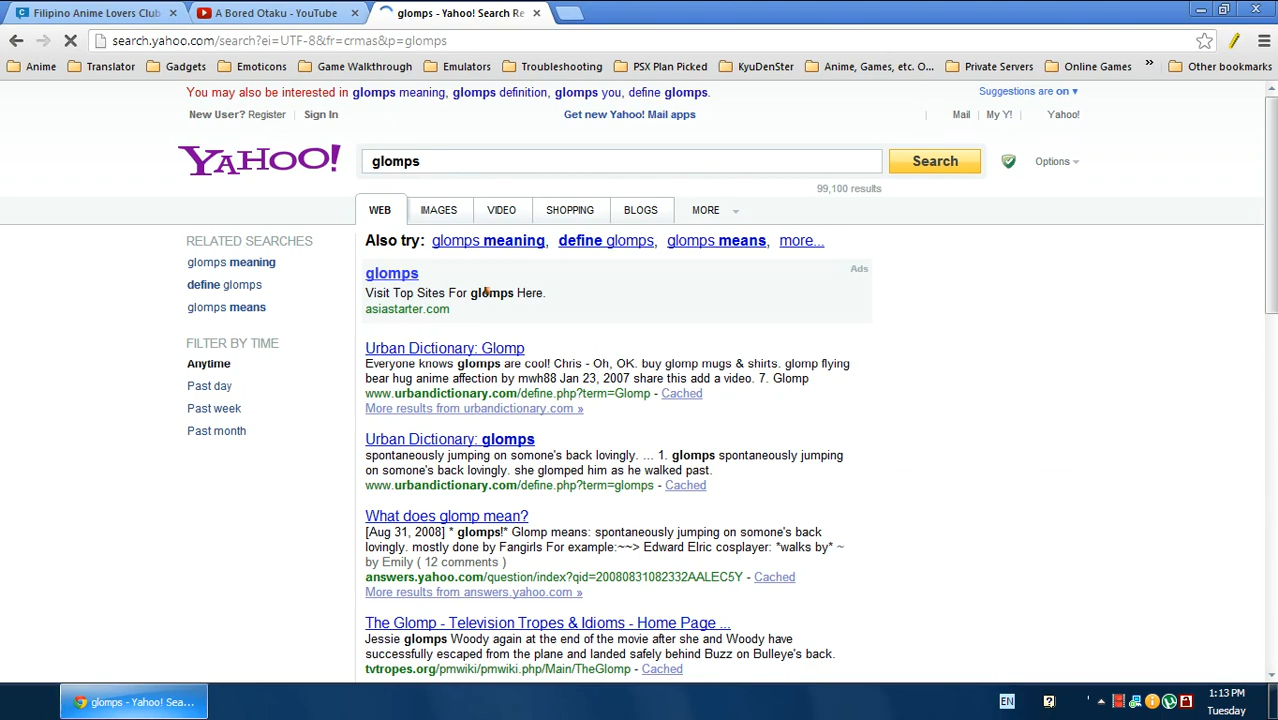 Filipino Anime Lovers Club
A Bored Otaku - YouTube
glomps - Yahoo! Search Re
search.yahoo.com/search?ei=UTF-8&fr=crmas&p=glomps
Anime Translator Gadgets Emoticons Game Walkthrough Emulators Troubleshooting PSX Plan Picked KyuDenSter Anime, Games, etc. O... Private Servers Online Games » Other bookmarks
You may also be interested in glomps meaning, glomps definition, glomps you, define glomps.
Suggestions are on ▾
New User? Register Sign In
Get new Yahoo! Mail apps
Mail My Y! Yahoo!
YAHOO!
glomps
Search
Options
99,100 results
WEB IMAGES VIDEO SHOPPING BLOGS MORE
RELATED SEARCHES
glomps meaning
define glomps
glomps means
FILTER BY TIME
Anytime
Past day
Past week
Past month
Also try: glomps meaning, define glomps, glomps means, more...
glomps
Ads
Visit Top Sites For glomps Here.
asiastarter.com
Urban Dictionary: Glomp
Everyone knows glomps are cool! Chris - Oh, OK. buy glomp mugs & shirts. glomp flying
bear hug anime affection by mwh88 Jan 23, 2007 share this add a video. 7. Glomp
www.urbandictionary.com/define.php?term=Glomp - Cached
More results from urbandictionary.com »
Urban Dictionary: glomps
spontaneously jumping on somone's back lovingly. ... 1. glomps spontaneously jumping
on somone's back lovingly. she glomped him as he walked past.
www.urbandictionary.com/define.php?term=glomps - Cached
What does glomp mean?
[Aug 31, 2008] * glomps!* Glomp means: spontaneously jumping on somone's back
lovingly. mostly done by Fangirls For example:~~> Edward Elric cosplayer: *walks by* ~
by Emily ( 12 comments )
answers.yahoo.com/question/index?qid=20080831082332AALEC5Y - Cached
More results from answers.yahoo.com »
The Glomp - Television Tropes & Idioms - Home Page ...
Jessie glomps Woody again at the end of the movie after she and Woody have
successfully escaped from the plane and landed safely behind Buzz on Bullseye's back.
tvtropes.org/pmwiki/pmwiki.php/Main/TheGlomp - Cached
glomps - Yahoo! Sea...
EN
1:13 PM
Tuesday